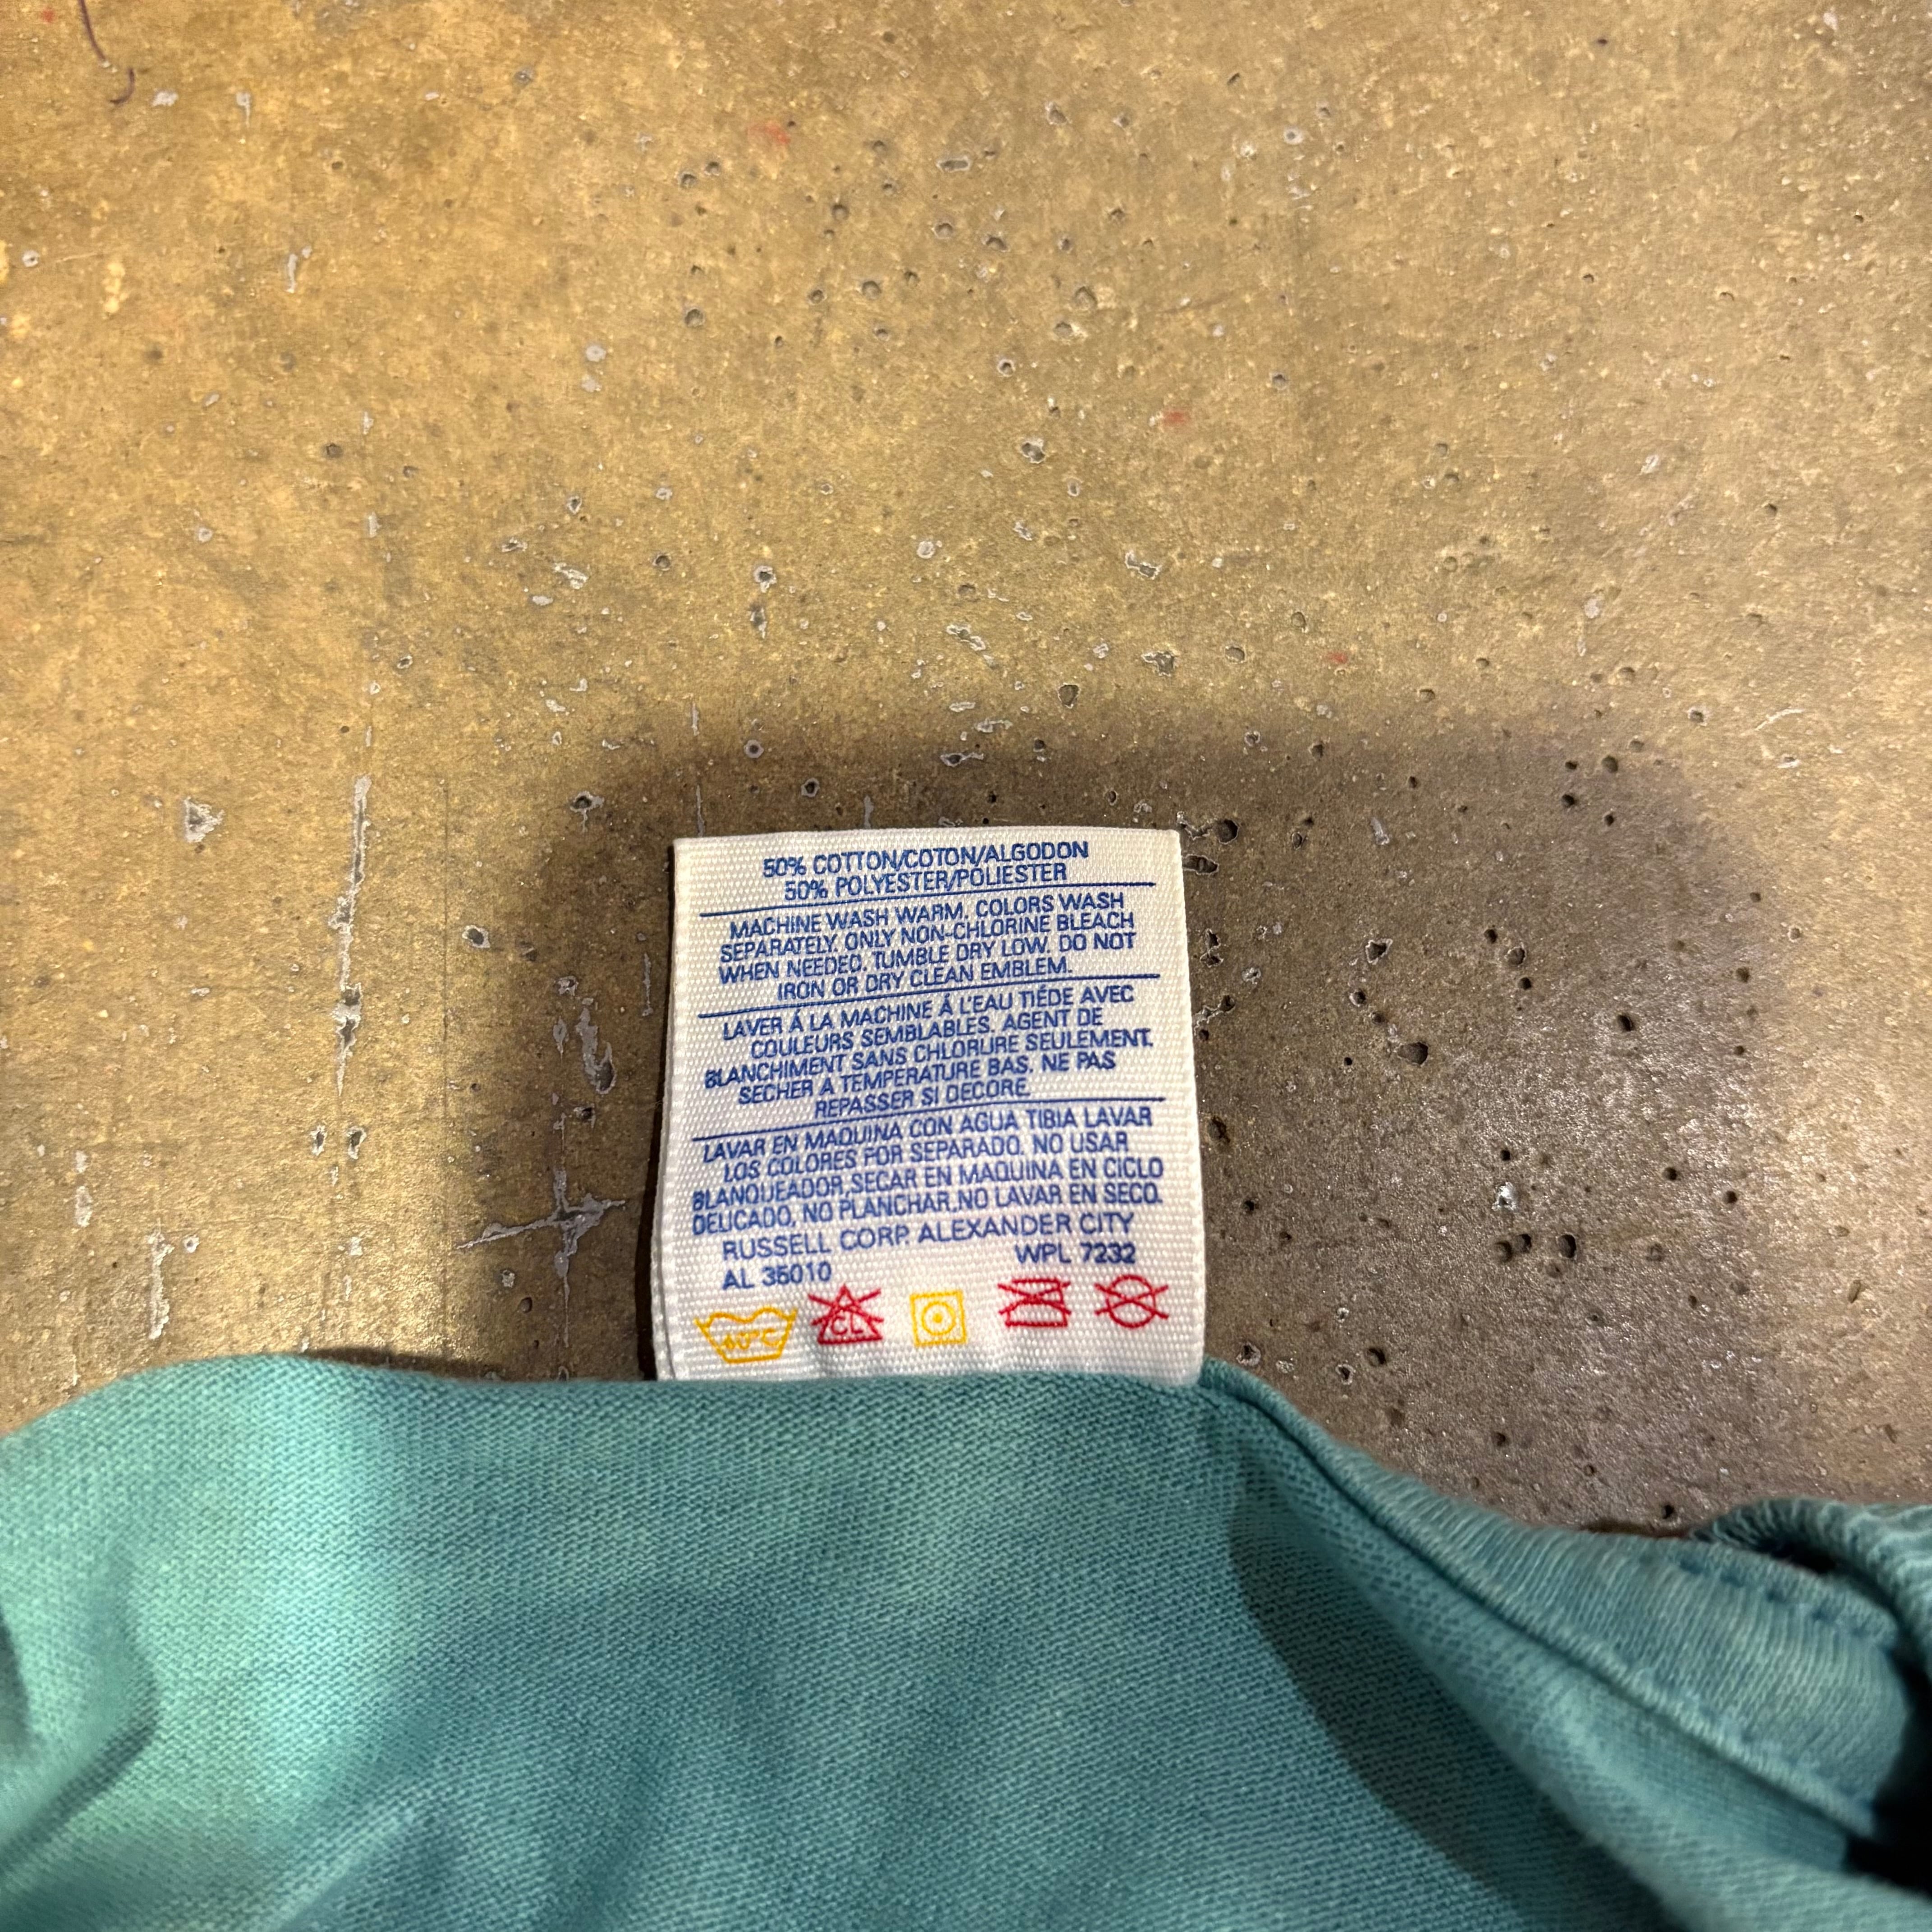 50% COTTON/COTON/ALGODON
50% POLYESTER/POLIESTER
MACHINE WASH WARM, COLORS WASH
SEPARATELY. ONLY NON-CHLORINE BLEACH
WHEN NEEDED. TUMBLE DRY LOW. DO NOT
IRON OR DRY CLEAN EMBLEM.
LAVER Á LA MACHINE Á L'EAU TIÉDE AVEC
COULEURS SEMBLABLES. AGENT DE
BLANCHIMENT SANS CHLORURE SEULEMENT.
SECHER A TEMPERATURE BAS. NE PAS
REPASSER SI DECORE.
LAVAR EN MAQUINA CON AGUA TIBIA LAVAR
LOS COLORES FOR SEPARADO. NO USAR
BLANQUEADOR,SECAR EN MAQUINA EN CICLO
DELICADO, NO PLANCHAR,NO LAVAR EN SECO.
RUSSELL CORP. ALEXANDER CITY
AL 35010 WPL 7232
40°C CL